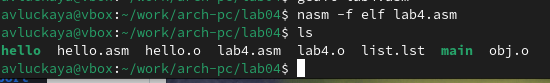 avluckaya@vbox:~/work/arch-pc/lab04$ nasm -f elf lab4.asm
avluckaya@vbox:~/work/arch-pc/lab04$ ls
hello hello.asm hello.o lab4.asm lab4.o list.lst main obj.o
avluckaya@vbox:~/work/arch-pc/lab04$